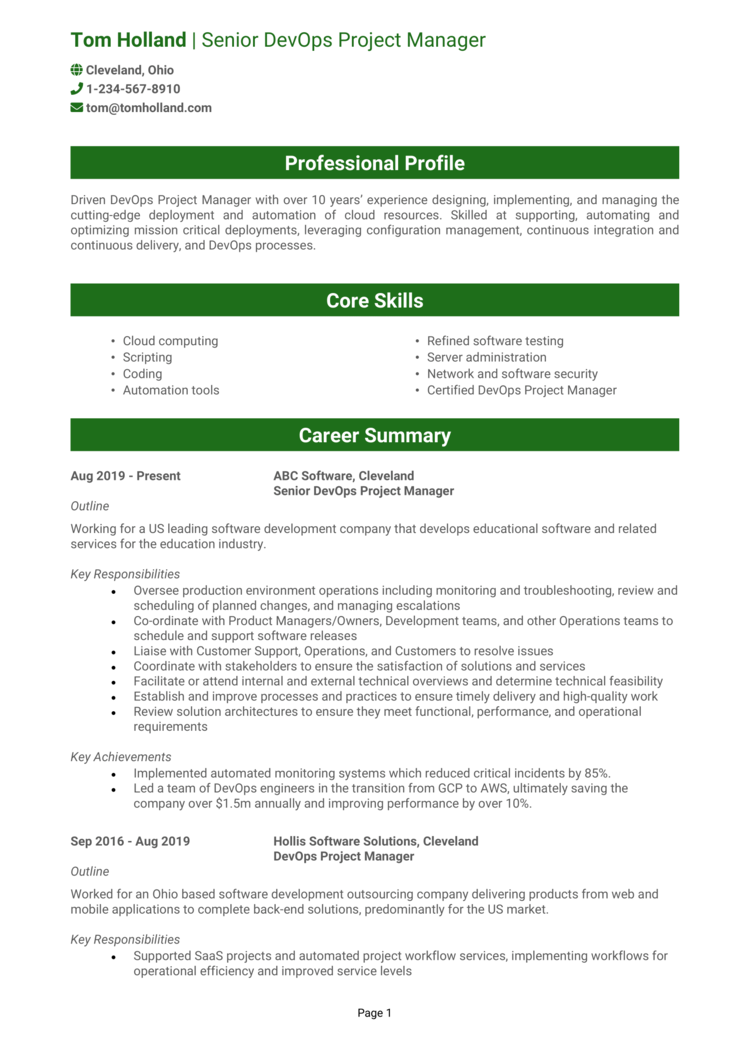 Tom Holland | Senior DevOps Project Manager
Cleveland, Ohio
1-234-567-8910
tom@tomholland.com
Professional Profile
Driven DevOps Project Manager with over 10 years’ experience designing, implementing, and managing the
cutting-edge deployment and automation of cloud resources. Skilled at supporting, automating and
optimizing mission critical deployments, leveraging configuration management, continuous integration and
continuous delivery, and DevOps processes.
Core Skills
• Cloud computing
• Scripting
• Coding
• Automation tools
• Refined software testing
• Server administration
• Network and software security
• Certified DevOps Project Manager
Career Summary
Aug 2019 - Present ABC Software, Cleveland
Senior DevOps Project Manager
Outline
Working for a US leading software development company that develops educational software and related
services for the education industry.
Key Responsibilities
• Oversee production environment operations including monitoring and troubleshooting, review and
scheduling of planned changes, and managing escalations
• Co-ordinate with Product Managers/Owners, Development teams, and other Operations teams to
schedule and support software releases
• Liaise with Customer Support, Operations, and Customers to resolve issues
• Coordinate with stakeholders to ensure the satisfaction of solutions and services
• Facilitate or attend internal and external technical overviews and determine technical feasibility
• Establish and improve processes and practices to ensure timely delivery and high-quality work
• Review solution architectures to ensure they meet functional, performance, and operational
requirements
Key Achievements
• Implemented automated monitoring systems which reduced critical incidents by 85%.
• Led a team of DevOps engineers in the transition from GCP to AWS, ultimately saving the
company over $1.5m annually and improving performance by over 10%.
Sep 2016 - Aug 2019 Hollis Software Solutions, Cleveland
DevOps Project Manager
Outline
Worked for an Ohio based software development outsourcing company delivering products from web and
mobile applications to complete back-end solutions, predominantly for the US market.
Key Responsibilities
• Supported SaaS projects and automated project workflow services, implementing workflows for
operational efficiency and improved service levels
Page 1